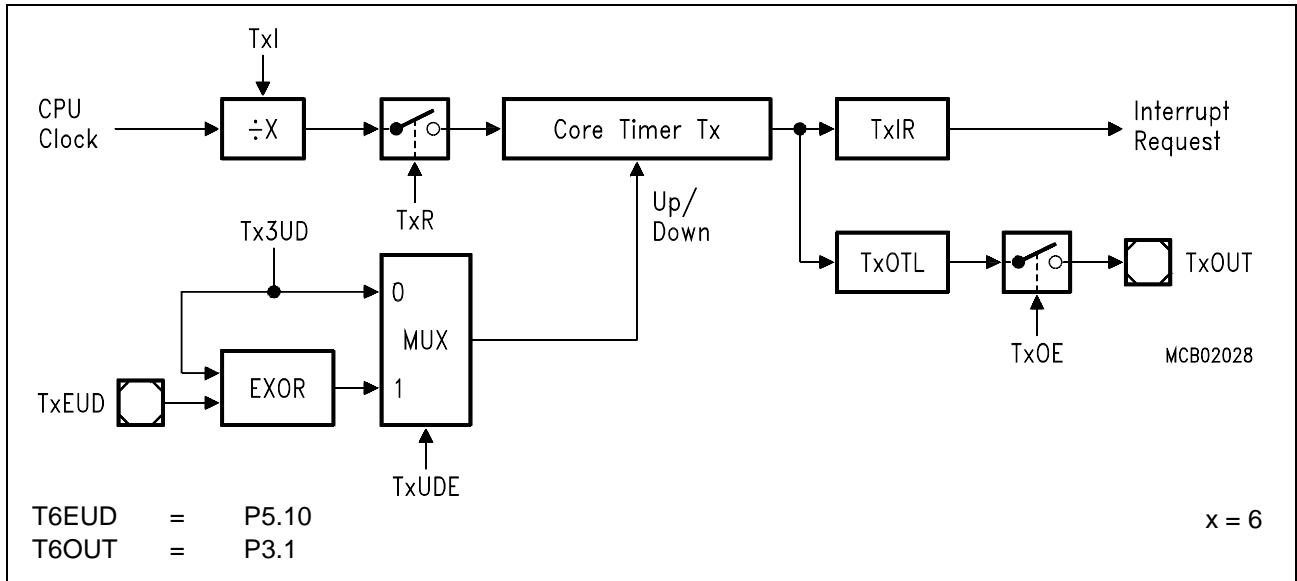 TxI
CPU
Clock
÷X
Core Timer Tx
TxIR
Interrupt
Request
TxR
Up/
Down
Tx3UD
0
MUX
1
TxOTL
TxOUT
TxOE
MCB02028
EXOR
TxEUD
TxUDE
T6EUD = P5.10
T6OUT = P3.1
x = 6